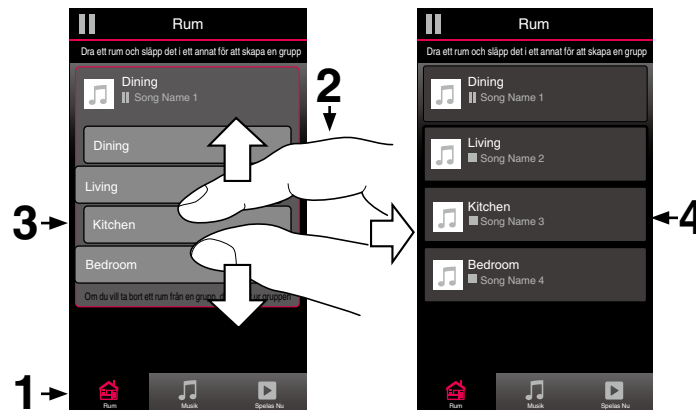 Rum
Dra ett rum och släpp det i ett annat för att skapa en grupp
Dining
Song Name 1
Dining
Living
Kitchen
Bedroom
Om du vill ta bort ett rum från en grupp, ur gruppen
Rum
Musik
Spelas Nu
1
2
3
Rum
Dra ett rum och släpp det i ett annat för att skapa en grupp
Dining
Song Name 1
Living
Song Name 2
Kitchen
Song Name 3
Bedroom
Song Name 4
Rum
Musik
Spelas Nu
4